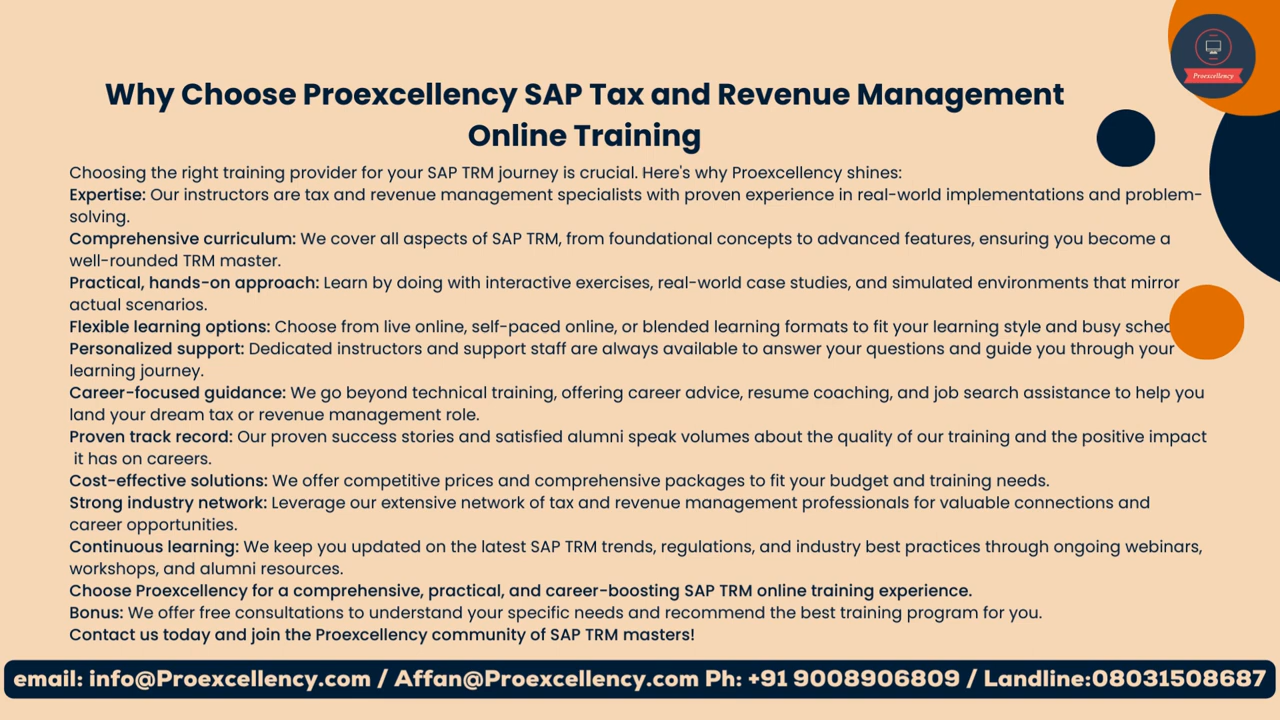 Proexcellency
Why Choose Proexcellency SAP Tax and Revenue Management
Online Training
Choosing the right training provider for your SAP TRM journey is crucial. Here's why Proexcellency shines:
Expertise: Our instructors are tax and revenue management specialists with proven experience in real-world implementations and problem-
solving.
Comprehensive curriculum: We cover all aspects of SAP TRM, from foundational concepts to advanced features, ensuring you become a
well-rounded TRM master.
Practical, hands-on approach: Learn by doing with interactive exercises, real-world case studies, and simulated environments that mirror
actual scenarios.
Flexible learning options: Choose from live online, self-paced online, or blended learning formats to fit your learning style and busy
Personalized support: Dedicated instructors and support staff are always available to answer your questions and guide you through your
learning journey.
Career-focused guidance: We go beyond technical training, offering career advice, resume coaching, and job search assistance to help you
land your dream tax or revenue management role.
Proven track record: Our proven success stories and satisfied alumni speak volumes about the quality of our training and the positive impact
it has on careers.
Cost-effective solutions: We offer competitive prices and comprehensive packages to fit your budget and training needs.
Strong industry network: Leverage our extensive network of tax and revenue management professionals for valuable connections and
career opportunities.
Continuous learning: We keep you updated on the latest SAP TRM trends, regulations, and industry best practices through ongoing webinars,
workshops, and alumni resources.
Choose Proexcellency for a comprehensive, practical, and career-boosting SAP TRM online training experience.
Bonus: We offer free consultations to understand your specific needs and recommend the best training program for you.
Contact us today and join the Proexcellency community of SAP TRM masters!
email: info@Proexcellency.com / Affan@Proexcellency.com Ph: +91 9008906809 / Landline:08031508687